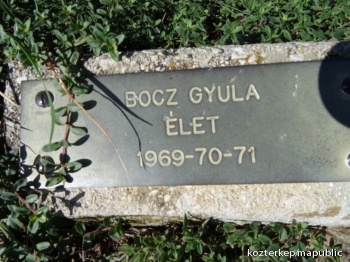 BOCZ GYULA
ÉLET
1969-70-71
kozterkep.mapublic